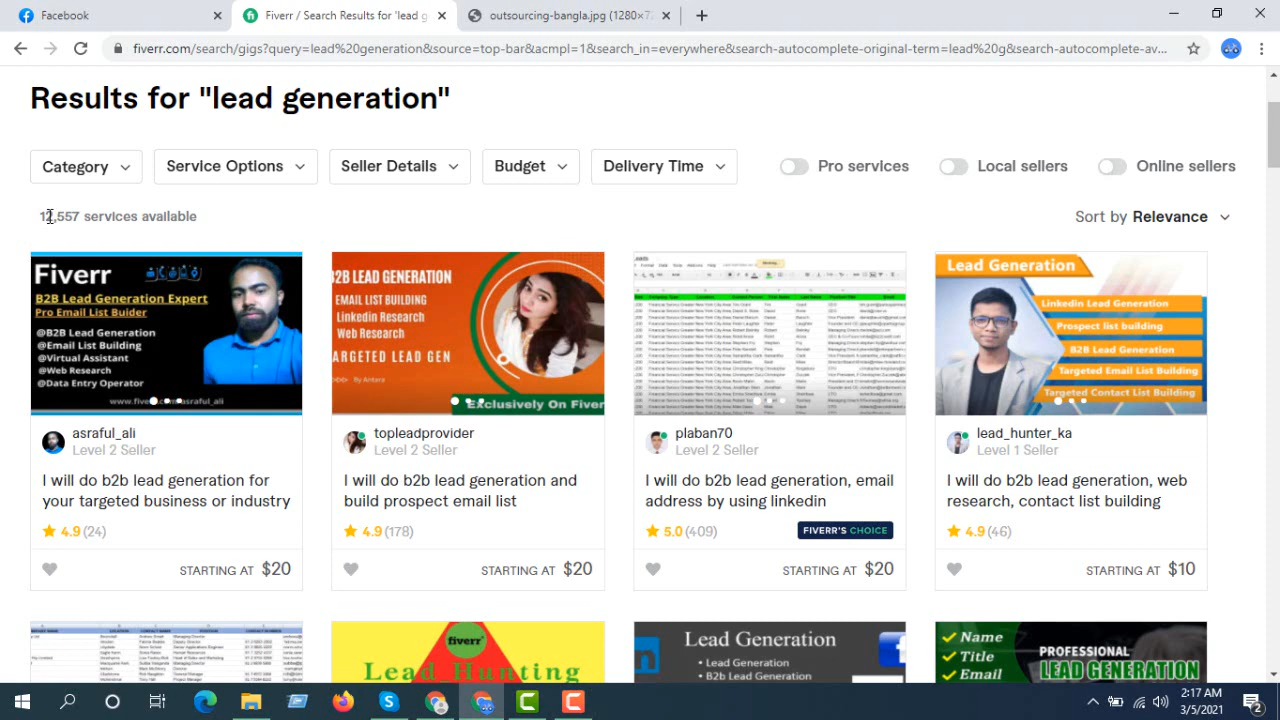 Facebook
Fiverr / Search Results for "lead g
outsourcing-bangla.jpg (1280×72
fiverr.com/search/gigs?query=lead%20generation&source=top-bar&acmpl=1&search_in=everywhere&search-autocomplete-original-term=lead%20g&search-autocomplete-av...
Results for "lead generation"
Category
Service Options
Seller Details
Budget
Delivery Time
Pro services
Local sellers
Online sellers
12,557 services available
Sort by Relevance
Fiverr
B2B Lead Generation Expert
Pro Email List Buider
@B2B Lead Generation
@Email List Building
@Virtual Assistant
@Web Research
@Data Entry Operator
B2B LEAD GENERATION
EMAIL LIST BUILDING
Linkedin Research
Web Research
TARGETED LEAD GEN
By Antara
Exclusively On Fiverr
Lead Generation
Linkedin Lead Generation
Prospect list building
B2B Lead Generation
Targeted Email List Building
Targeted Contact List Building
asraful_ali
Level 2 Seller
I will do b2b lead generation for
your targeted business or industry
4.9 (24)
STARTING AT $20
topleadprovider
Level 2 Seller
I will do b2b lead generation and
build prospect email list
4.9 (178)
STARTING AT $20
plaban70
Level 2 Seller
I will do b2b lead generation, email
address by using linkedin
5.0 (409)
FIVERR'S CHOICE
STARTING AT $20
lead_hunter_ka
Level 1 Seller
I will do b2b lead generation, web
research, contact list building
4.9 (46)
STARTING AT $10
fiverr
Lead Hunting
Lead Generation
• Lead Generation
• B2B Lead Generation
Name
Title
Email
PROFESSIONAL
LEAD GENERATION
2:17 AM
3/5/2021
2